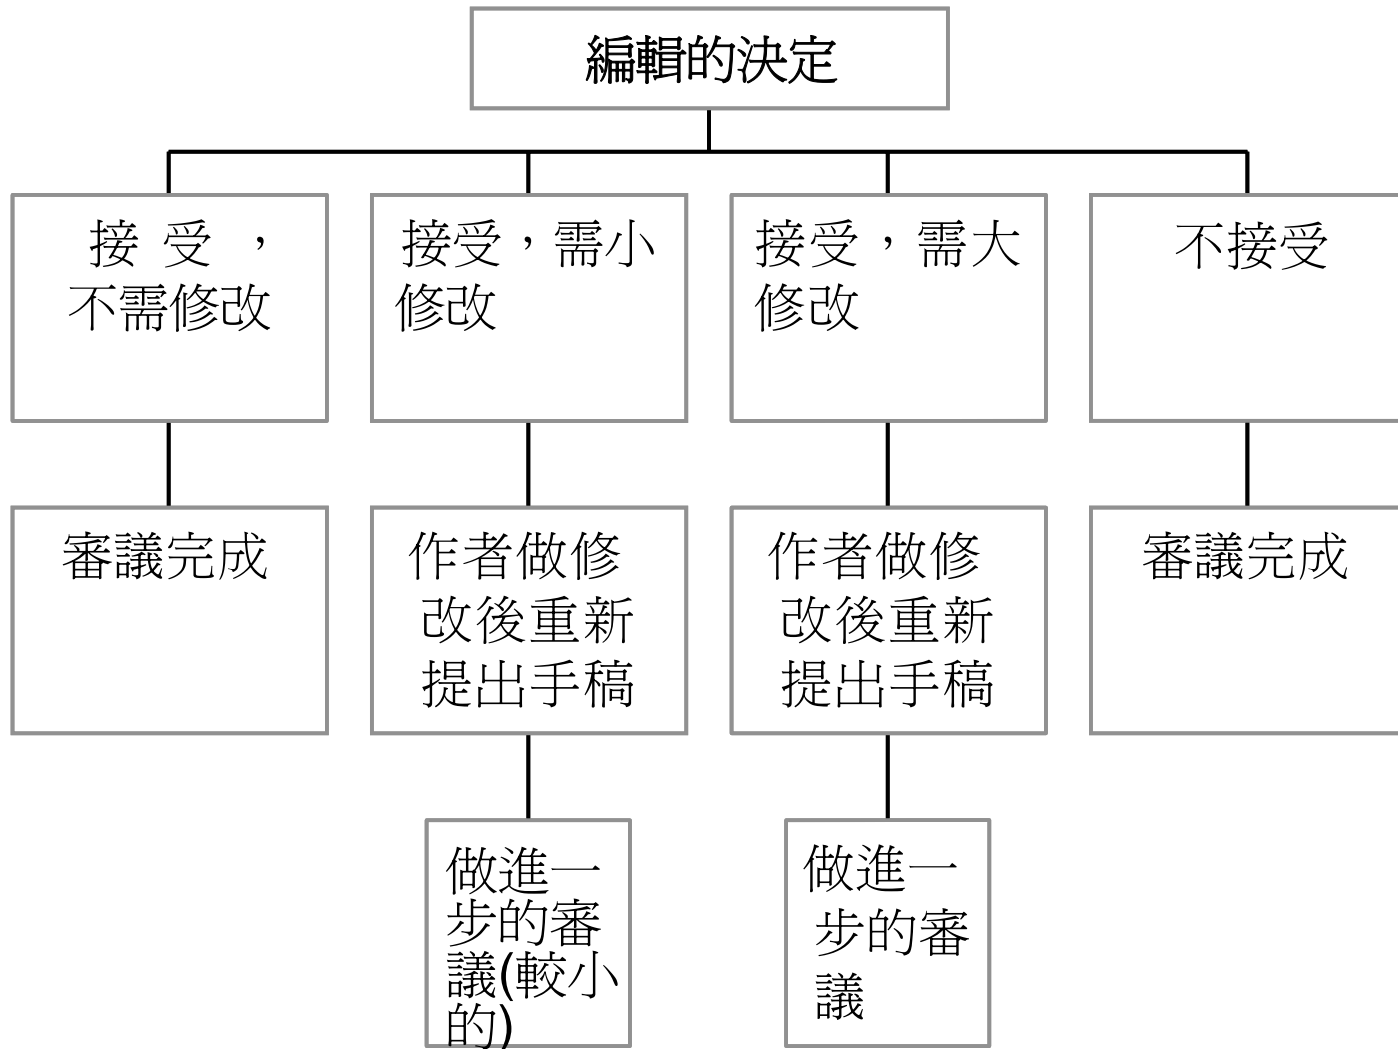 編輯的決定
接 受 ，
不需修改
接受，需小
修改
接受，需大
修改
不接受
審議完成
作者做修
改後重新
提出手稿
作者做修
改後重新
提出手稿
審議完成
做進一
步的審
議(較小
的)
做進一
步的審
議